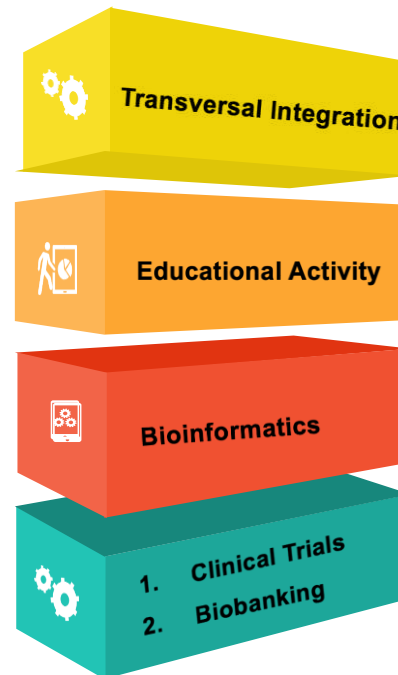 Transversal Integration
Educational Activity
Bioinformatics
1. Clinical Trials
2. Biobanking